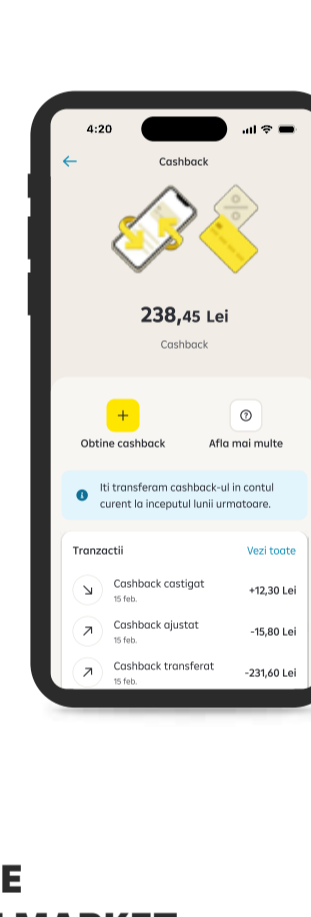 4:20
Cashback
238,45 Lei
Cashback
Obtine cashback
Afla mai multe
Iti transferam cashback-ul in contul
curent la inceputul lunii urmatoare.
Tranzactii
Vezi toate
Cashback castigat
15 feb.
+12,30 Lei
Cashback ajustat
15 feb.
-15,80 Lei
Cashback transferat
15 feb.
-231,60 Lei
E
MARKET